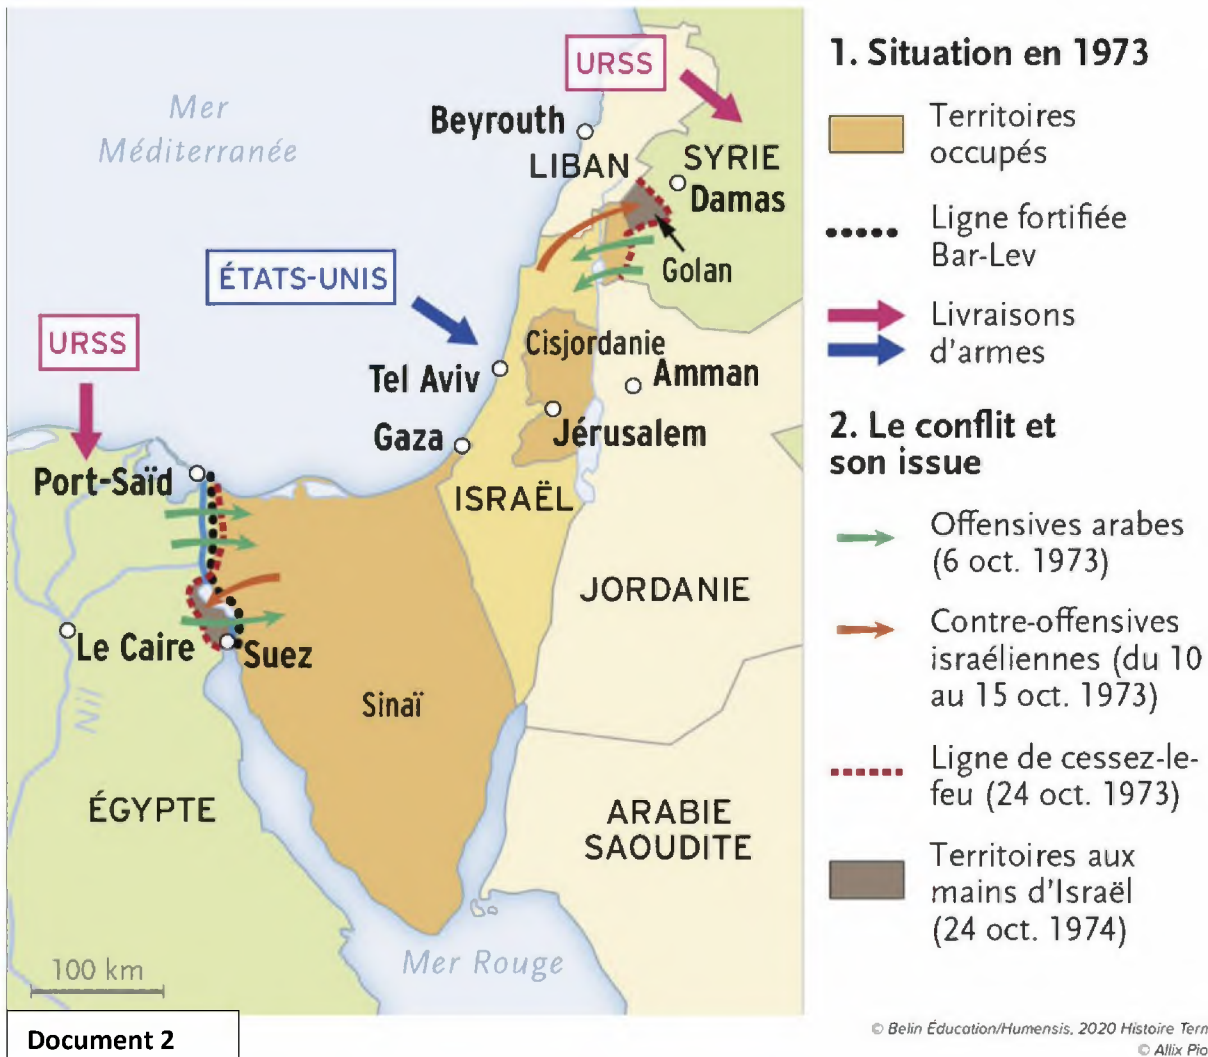 URSS
Mer
Méditerranée
Beyrouth
LIBAN
SYRIE
Damas
Golan
ÉTATS-UNIS
URSS
Cisjordanie
Tel Aviv
Amman
Gaza
Jérusalem
Port-Saïd
ISRAËL
JORDANIE
Le Caire
Suez
Sinaï
Nil
ÉGYPTE
ARABIE
SAOUDITE
Mer Rouge
100 km
Document 2
1. Situation en 1973
Territoires
occupés
Ligne fortifiée
Bar-Lev
Livraisons
d'armes
2. Le conflit et
son issue
Offensives arabes
(6 oct. 1973)
Contre-offensives
israéliennes (du 10
au 15 oct. 1973)
Ligne de cessez-le-
feu (24 oct. 1973)
Territoires aux
mains d'Israël
(24 oct. 1974)
© Belin Éducation/Humensis, 2020 Histoire Term
© Allix Pic